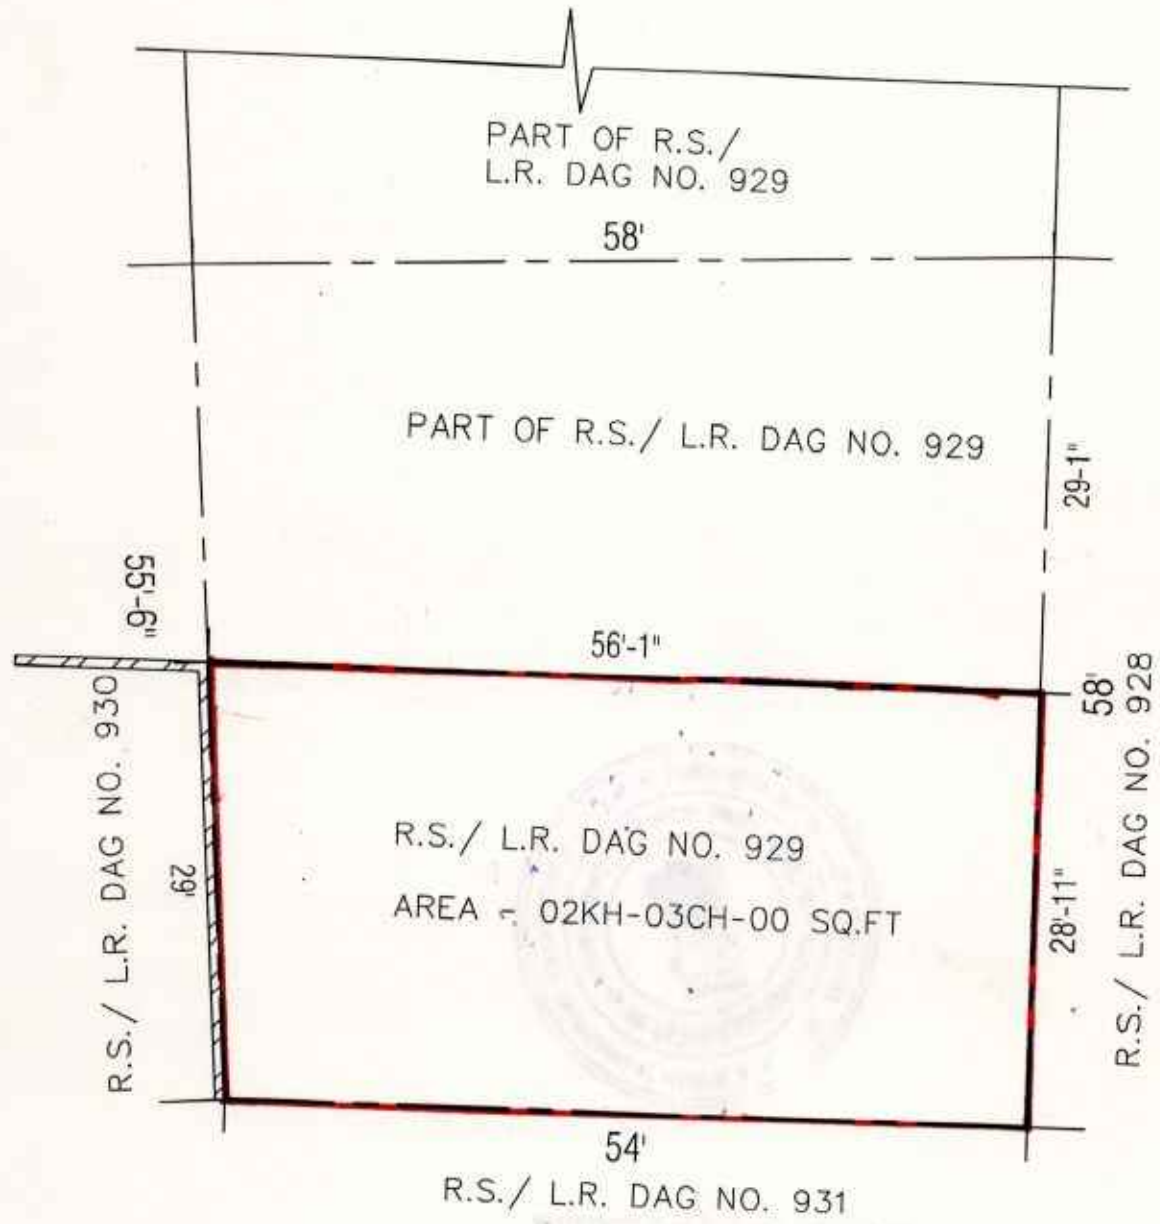 PART OF R.S./
L.R. DAG NO. 929
58'
PART OF R.S./ L.R. DAG NO. 929
29-1"
55'-6"
56'-1"
58'
R.S./ L.R. DAG NO. 930
29'
R.S./ L.R. DAG NO. 929
AREA - 02KH-03CH-00 SQ.FT
28'-11"
R.S./ L.R. DAG NO. 928
54'
R.S./ L.R. DAG NO. 931